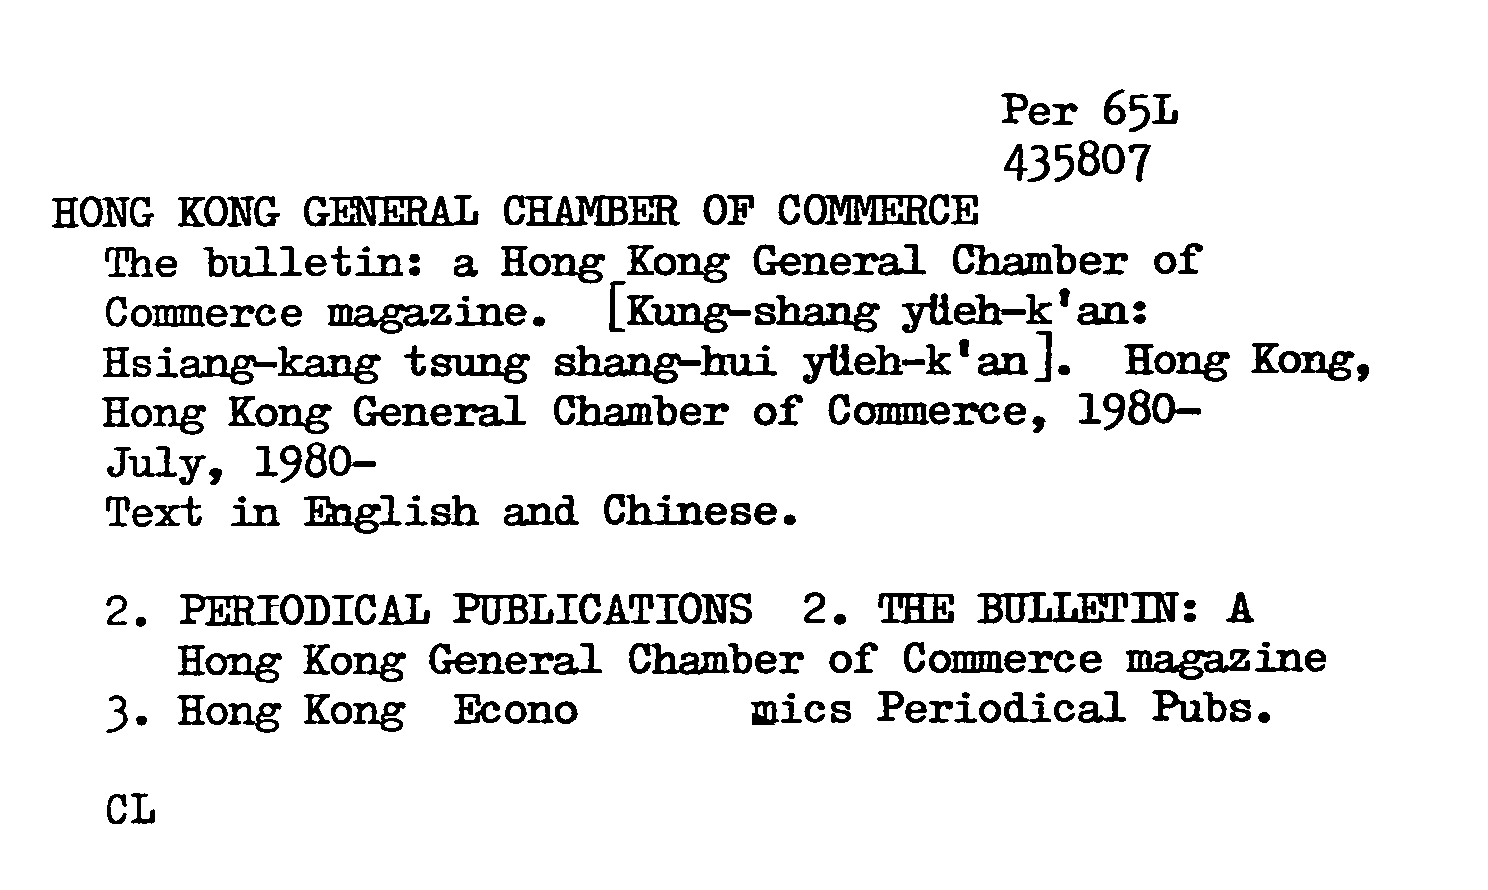 Per 65L
435807
HONG KONG GENERAL CHAMBER OF COMMERCE
The bulletin: a Hong Kong General Chamber of
Commerce magazine. [Kung-shang yüeh-k'an:
Hsiang-kang tsung shang-hui yüeh-k'an]. Hong Kong,
Hong Kong General Chamber of Commerce, 1980-
July, 1980-
Text in English and Chinese.
2. PERIODICAL PUBLICATIONS 2. THE BULLETIN: A
Hong Kong General Chamber of Commerce magazine
3. Hong Kong Econo mics Periodical Pubs.
CL